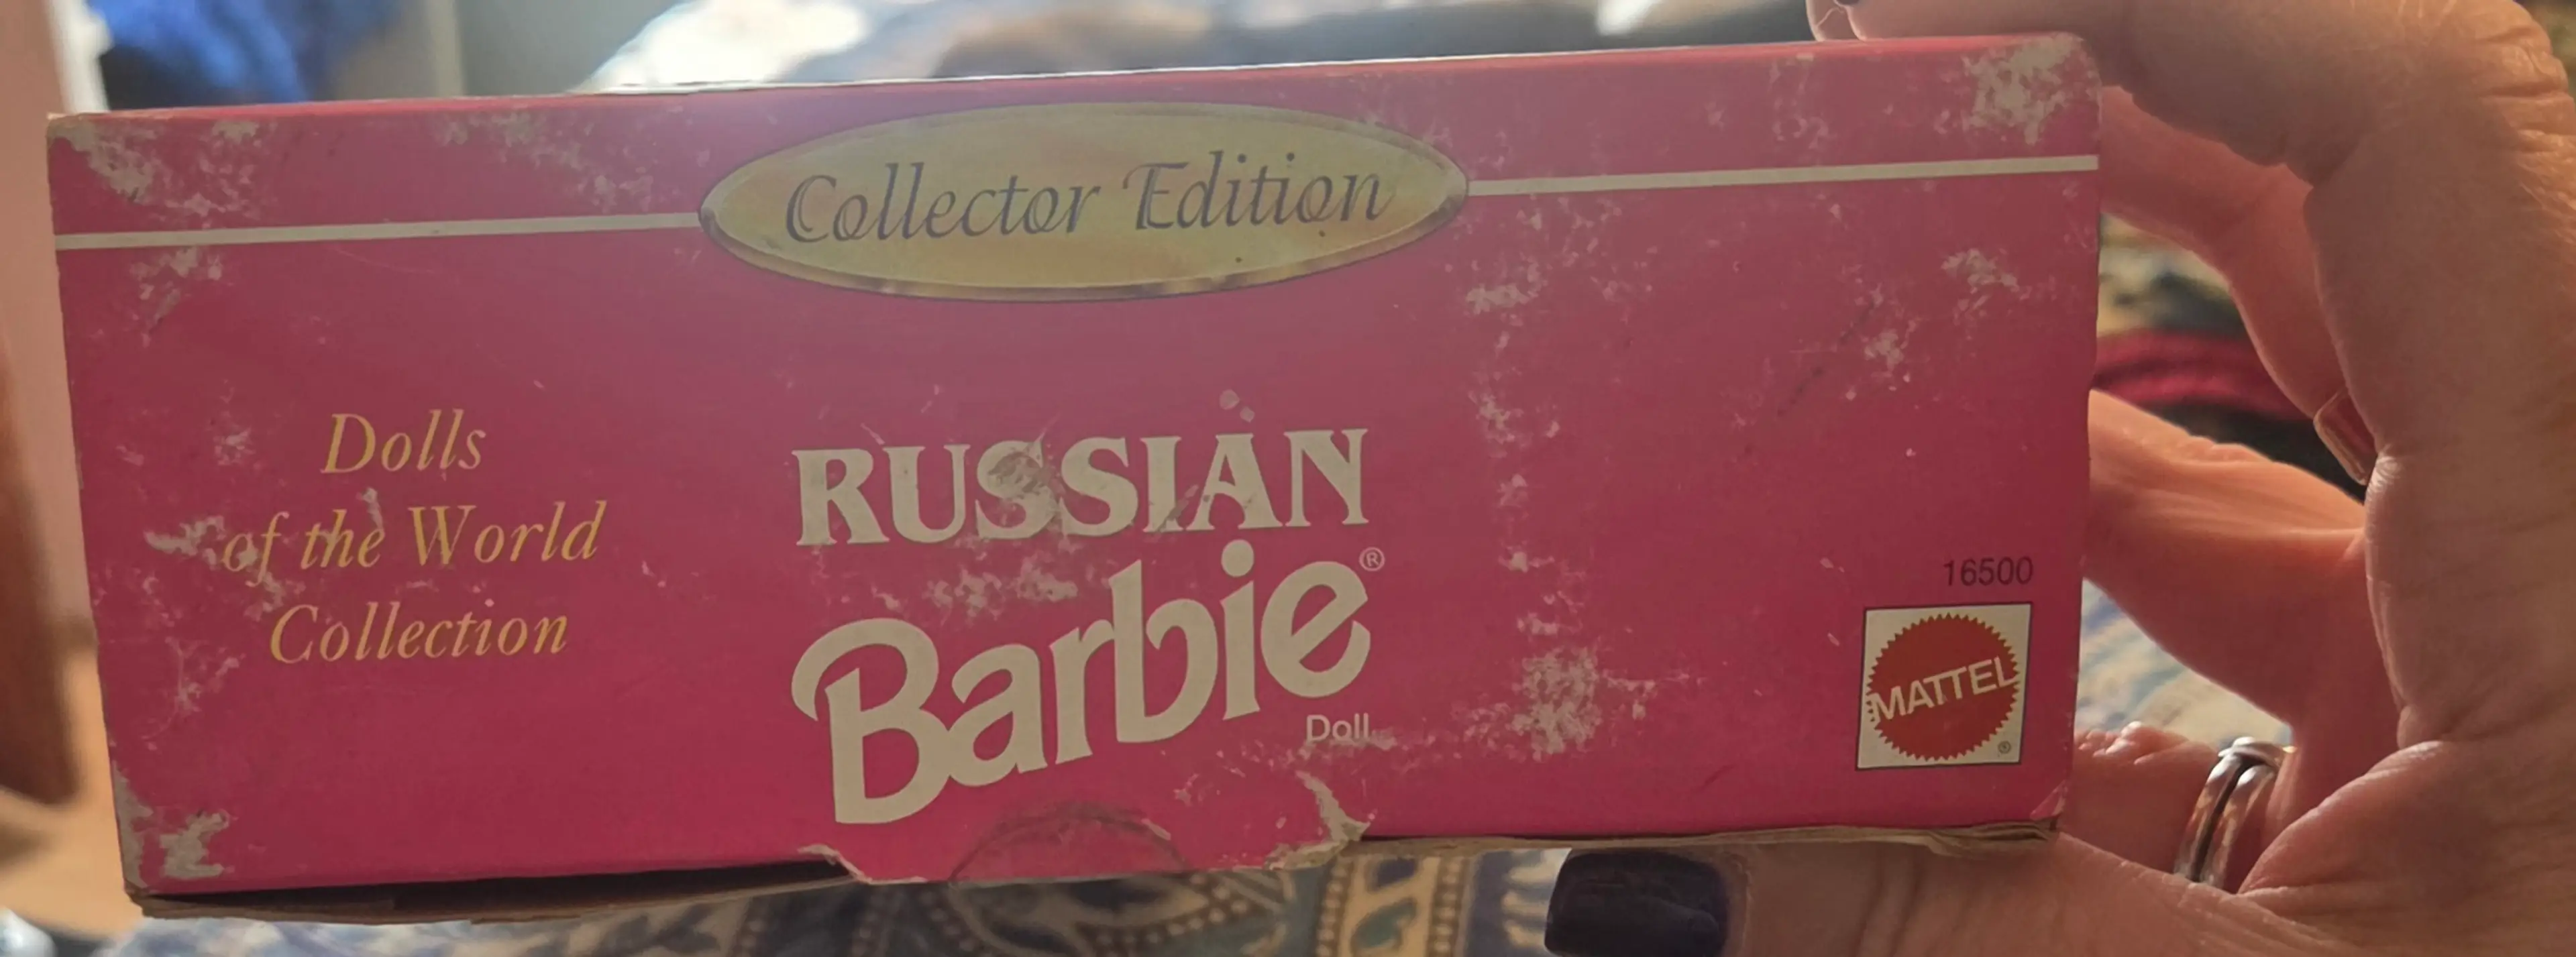 Collector Edition
Dolls
of the World
Collection
RUSSIAN
Barbie®
Doll
16500
MATTEL
®